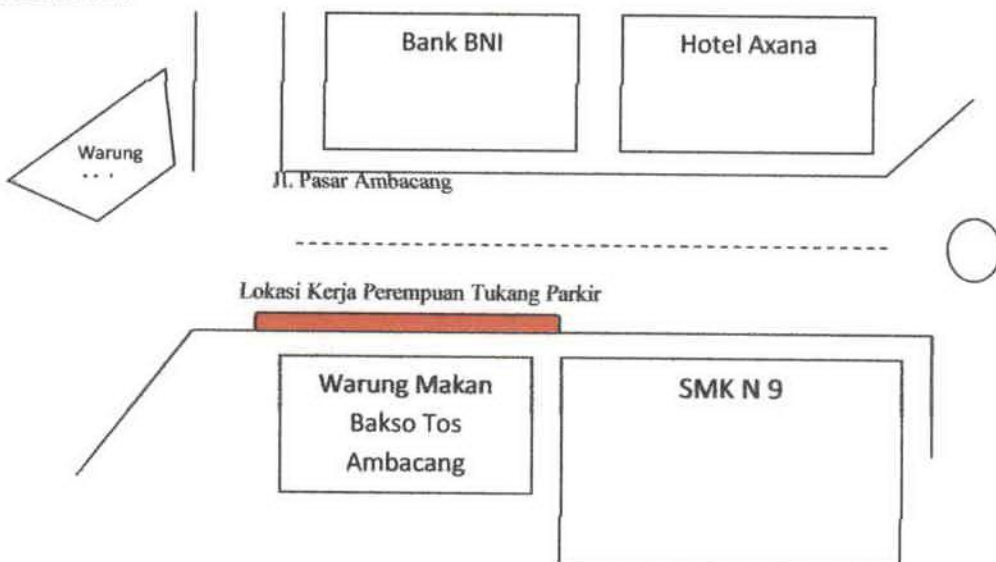 Bank BNI
Hotel Axana
Warung
Jl. Pasar Ambacang
Lokasi Kerja Perempuan Tukang Parkir
Warung Makan
Bakso Tos
Ambacang
SMK N 9